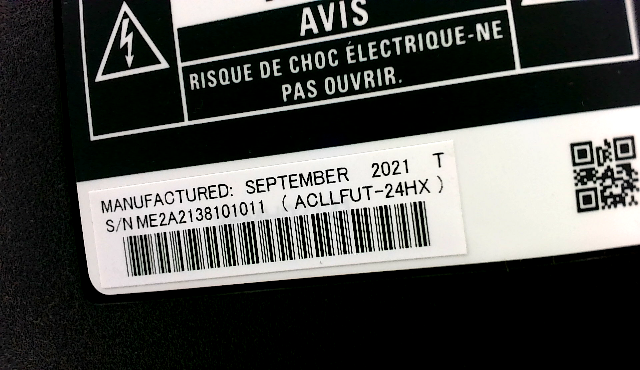 AVIS
RISQUE DE CHOC ÉLECTRIQUE-NE
PAS OUVRIR.
MANUFACTURED: SEPTEMBER 2021 T
S/N ME2A2138101011 (ACLLFUT-24HX)